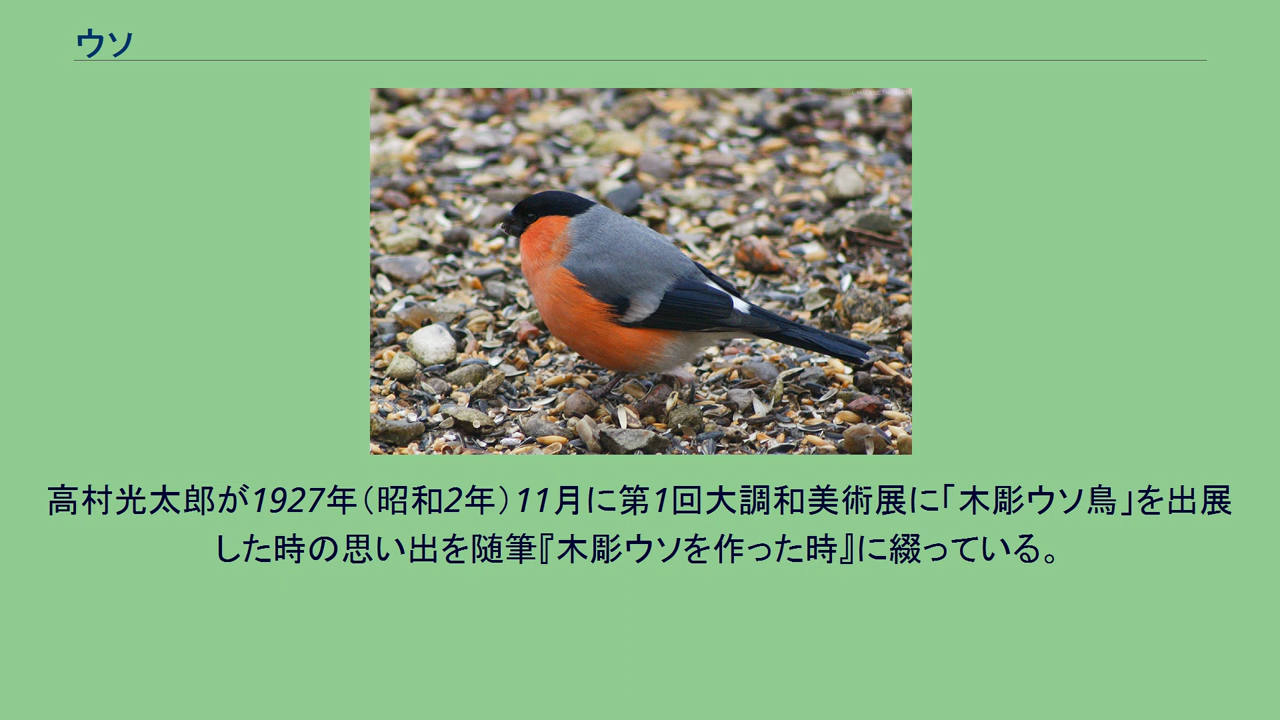 ウソ
高村光太郎が1927年（昭和2年）11月に第1回大調和美術展に「木彫ウソ鳥」を出展
した時の思い出を随筆『木彫ウソを作った時』に綴っている。